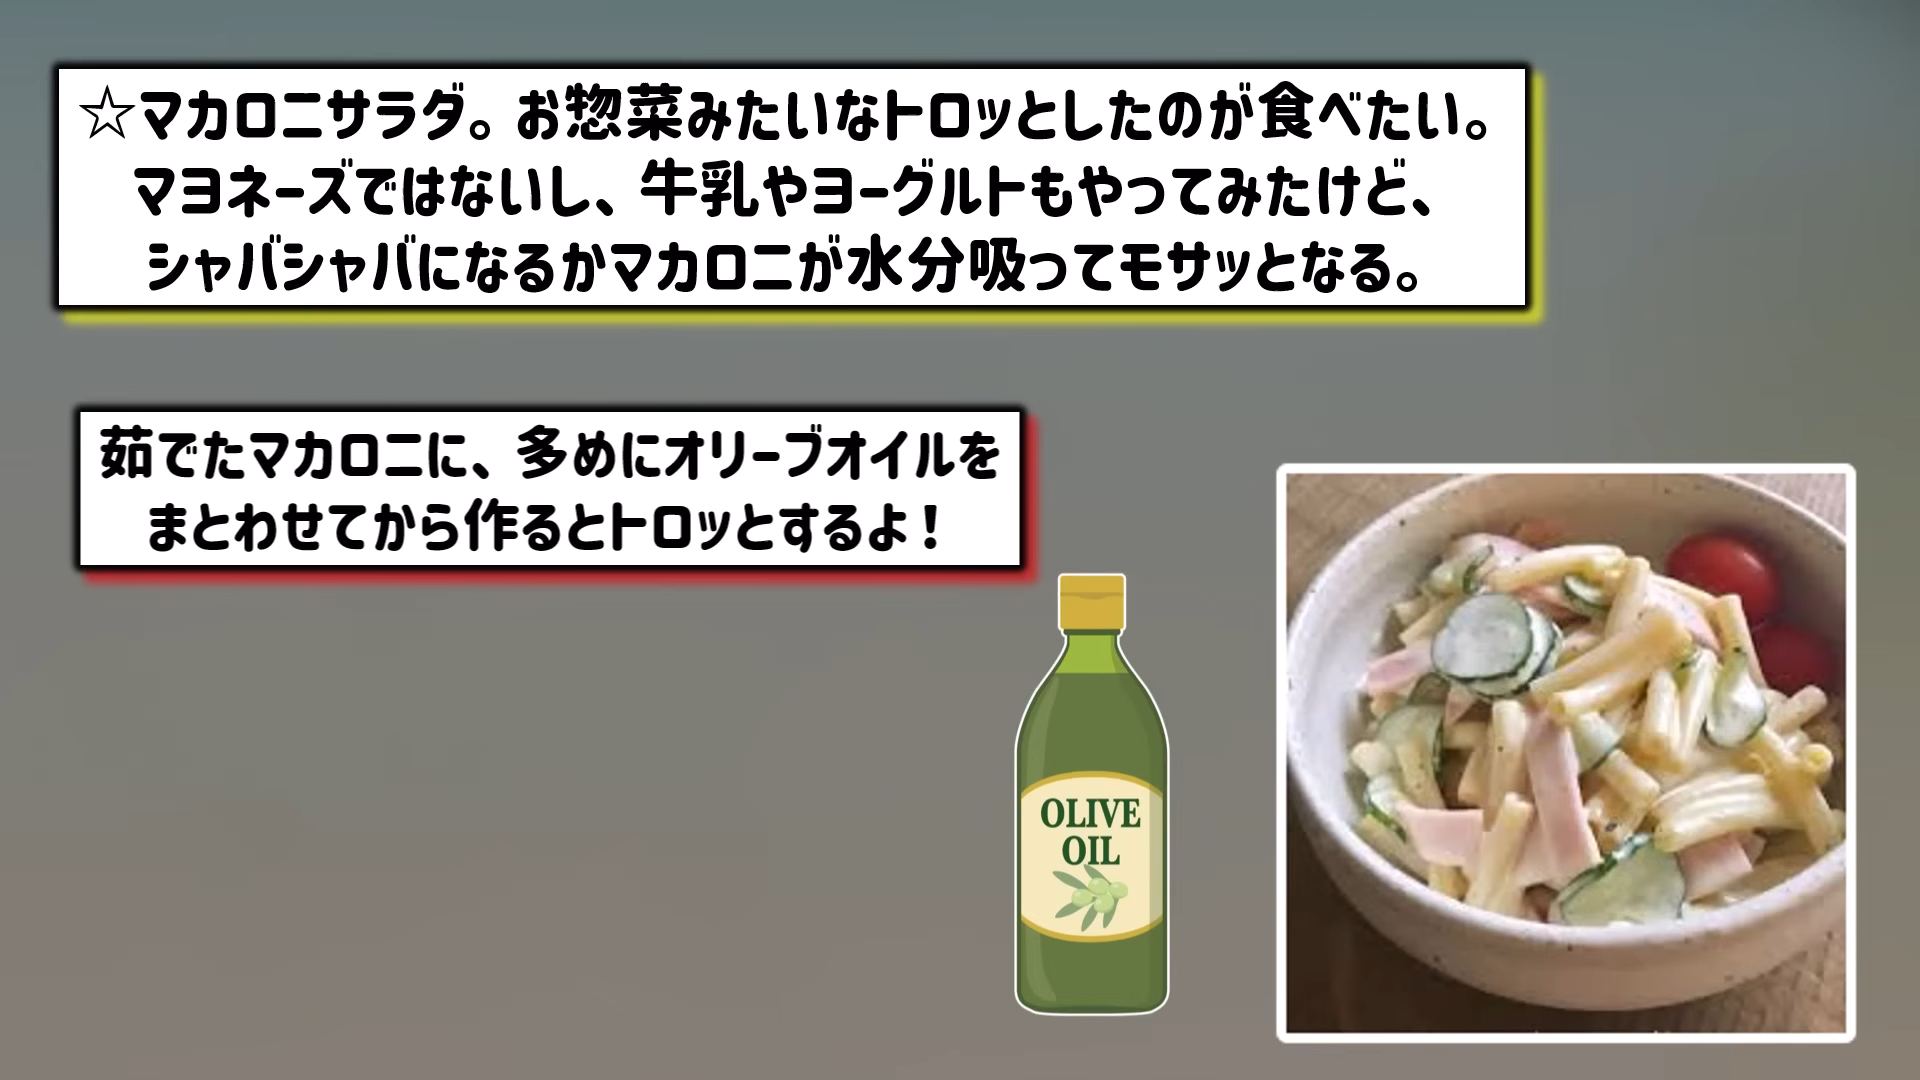 ☆マカロニサラダ。お惣菜みたいなトロッとしたのが食べたい。
マヨネーズではないし、牛乳やヨーグルトもやってみたけど、
シャバシャバになるかマカロニが水分吸ってモサッとなる。
茹でたマカロニに、多めにオリーブオイルを
まとわせてから作るとトロッとするよ！
OLIVE
OIL